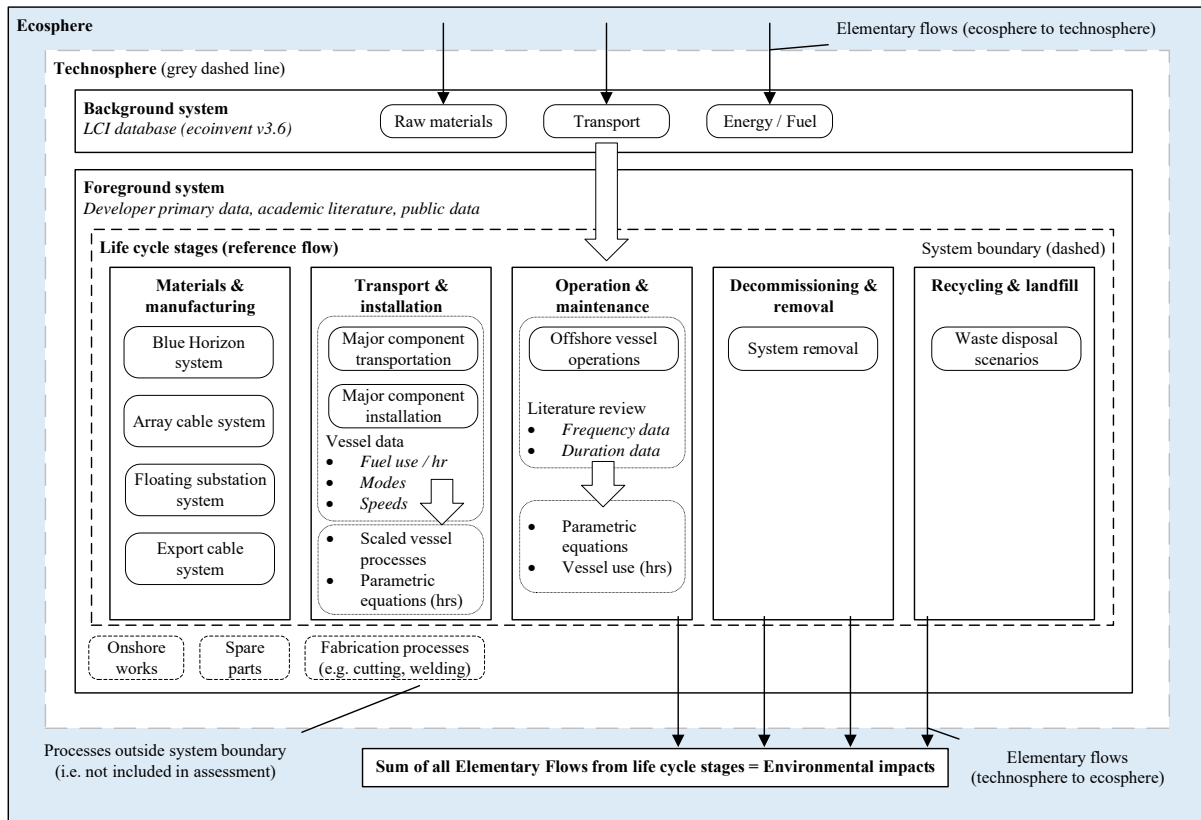 Ecosphere
Elementary flows (ecosphere to technosphere)
Technosphere (grey dashed line)
Background system
LCI database (ecoinvent v3.6)
Raw materials
Transport
Energy / Fuel
Foreground system
Developer primary data, academic literature, public data
Life cycle stages (reference flow)
System boundary (dashed)
Materials &
manufacturing
Blue Horizon
system
Array cable system
Floating substation
system
Export cable
system
Transport &
installation
Major component
transportation
Major component
installation
Vessel data
• Fuel use / hr
• Modes
• Speeds
• Scaled vessel
processes
• Parametric
equations (hrs)
Operation &
maintenance
Offshore vessel
operations
Literature review
• Frequency data
• Duration data
• Parametric
equations
• Vessel use (hrs)
Decommissioning &
removal
System removal
Recycling & landfill
Waste disposal
scenarios
Onshore
works
Spare
parts
Fabrication processes
(e.g. cutting, welding)
Processes outside system boundary
(i.e. not included in assessment)
Sum of all Elementary Flows from life cycle stages = Environmental impacts
Elementary flows
(technosphere to ecosphere)